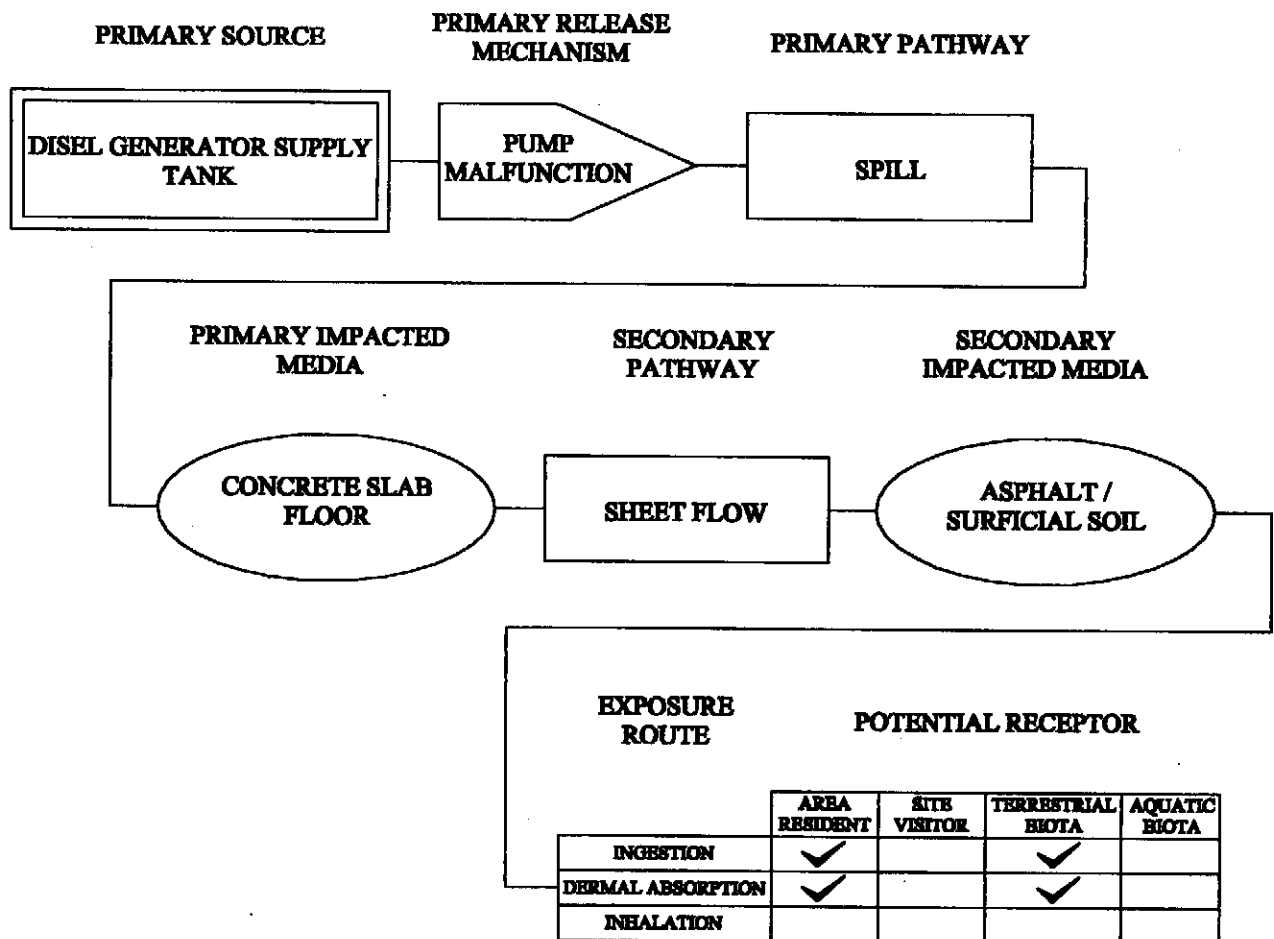 PRIMARY SOURCE
PRIMARY RELEASE
MECHANISM
PRIMARY PATHWAY
DISEL GENERATOR SUPPLY
TANK
PUMP
MALFUNCTION
SPILL
PRIMARY IMPACTED
MEDIA
SECONDARY
PATHWAY
SECONDARY
IMPACTED MEDIA
CONCRETE SLAB
FLOOR
SHEET FLOW
ASPHALT /
SURFICIAL SOIL
EXPOSURE
ROUTE
POTENTIAL RECEPTOR
AREA
RESIDENT
SITE
VISITOR
TERRESTRIAL
BIOTA
AQUATIC
BIOTA
INGESTION
DERMAL ABSORPTION
INHALATION